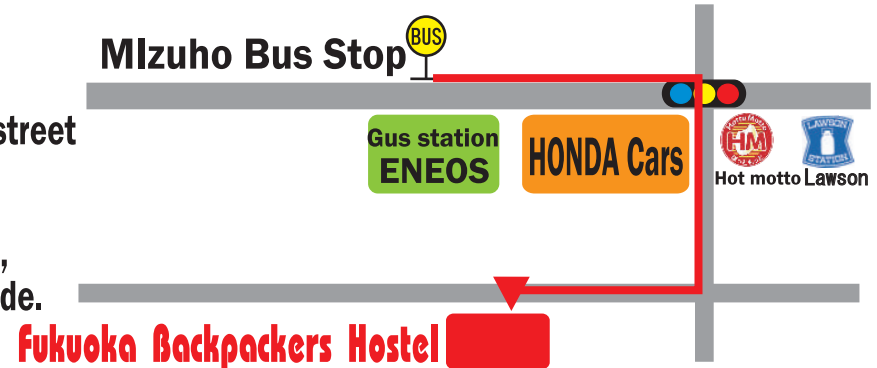 BUS
MIzuho Bus Stop
street
Gus station
ENEOS
HONDA Cars
HM
Hot motto
LAWSON
STATION
Lawson
,
de.
Fukuoka Backpackers Hostel